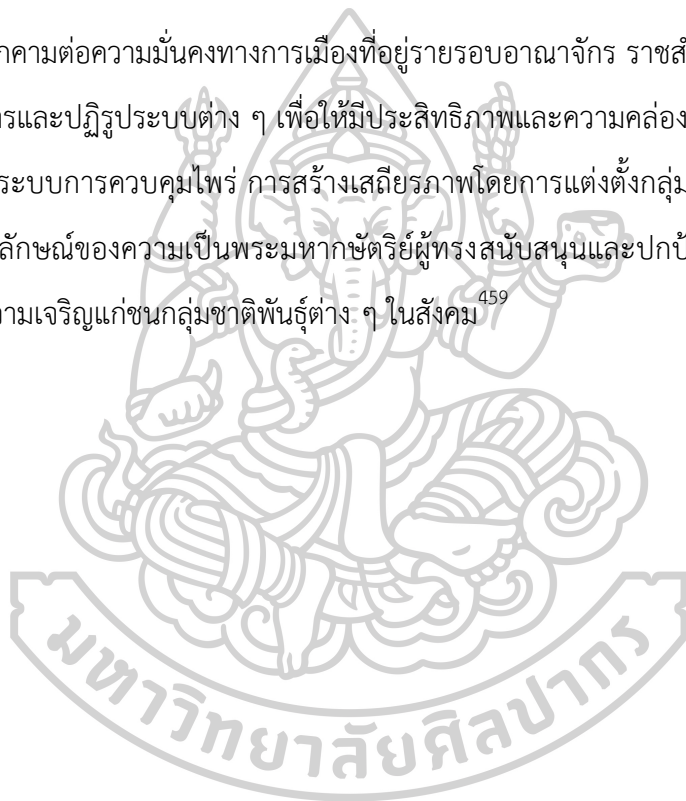 กคามต่อความมั่นคงทางการเมืองที่อยู่รายรอบอาณาจักร ราชสำ
รและปฏิรูประบบต่าง ๆ เพื่อให้มีประสิทธิภาพและความคล่อง
ระบบการควบคุมไพร่ การสร้างเสถียรภาพโดยการแต่งตั้งกลุ่ม
ลักษณ์ของความเป็นพระมหากษัตริย์ผู้ทรงสนับสนุนและปกป้
ามเจริญแก่ชนกลุ่มชาติพันธุ์ต่าง ๆ ในสังคม459
มหาวิทยาลัยศิลปากร